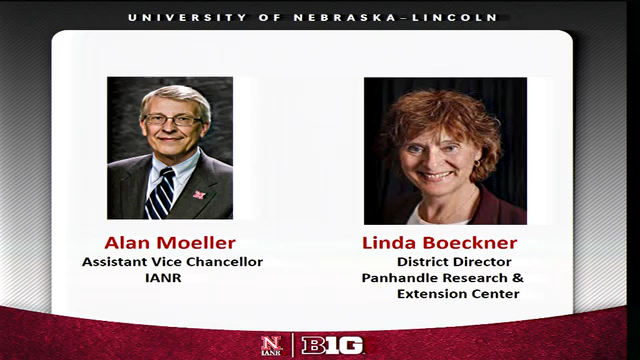 UNIVERSITY OF NEBRASKA–LINCOLN
Alan Moeller
Assistant Vice Chancellor
IANR
Linda Boeckner
District Director
Panhandle Research &
Extension Center
N
IANR
B1G